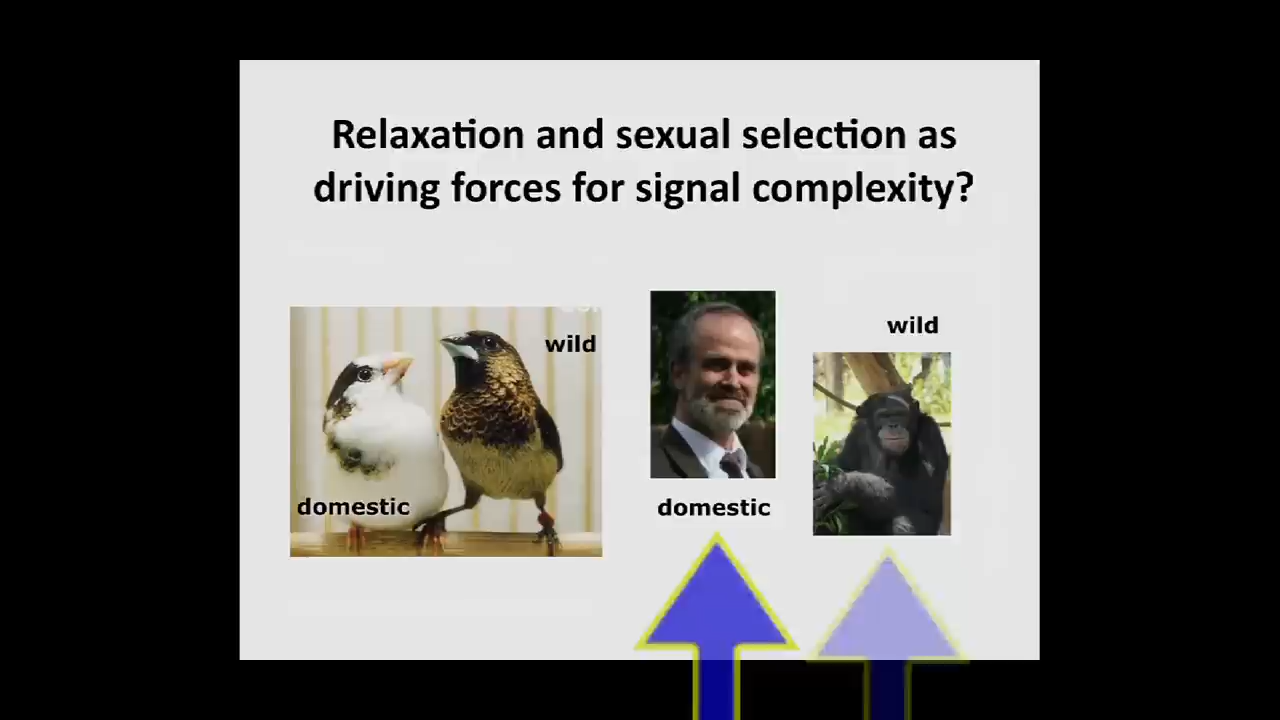 Relaxation and sexual selection as
driving forces for signal complexity?
wild
domestic
domestic
wild